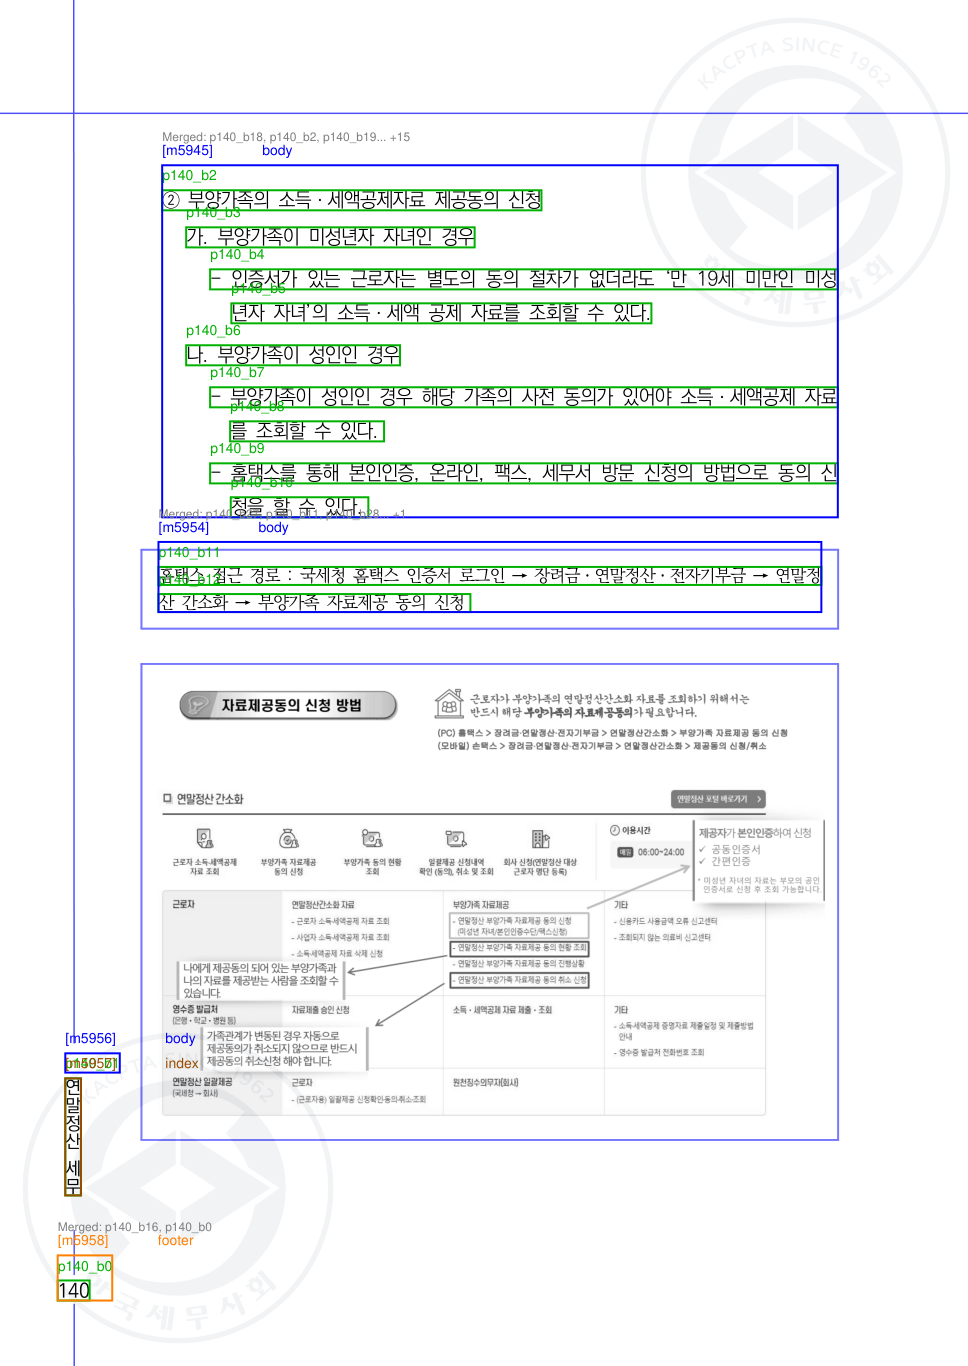 Merged: p140_b18, p140_b2, p140_b19... +15
[m5945] body
p140_b2
② 부양가족의 소득 · 세액공제자료 제공동의 신청
p140_b3
가. 부양가족이 미성년자 자녀인 경우
p140_b4
- 인증서가 있는 근로자는 별도의 동의 절차가 없더라도 ‘만 19세 미만인 미성
p140_b5
년자 자녀’의 소득 · 세액 공제 자료를 조회할 수 있다.
p140_b6
나. 부양가족이 성인인 경우
p140_b7
- 부양가족이 성인인 경우 해당 가족의 사전 동의가 있어야 소득 · 세액공제 자료
p140_b8
를 조회할 수 있다.
p140_b9
- 홈택스를 통해 본인인증, 온라인, 팩스, 세무서 방문 신청의 방법으로 동의 신
p140_b10
청을 할 수 있다.
[m5954] body
p140_b11
홈택스 접근 경로 : 국세청 홈택스 인증서 로그인 → 장려금 · 연말정산 · 전자기부금 → 연말정
p140_b12
산 간소화 → 부양가족 자료제공 동의 신청
자료제공동의 신청 방법
근로자가 부양가족의 연말정산간소화 자료를 조회하기 위해서는
반드시 해당 부양가족의 자료제공동의가 필요합니다.
(PC) 홈택스 > 장려금·연말정산·전자기부금 > 연말정산간소화 > 부양가족 자료제공 동의 신청
(모바일) 손택스 > 장려금·연말정산·전자기부금 > 연말정산간소화 > 제공동의 신청/취소
연말정산 간소화
연말정산 포털 바로가기 >
근로자 소득·세액공제
자료 조회
부양가족 자료제공
동의 신청
부양가족 동의 현황
조회
일괄제공 신청내역
확인 (동의), 취소 및 조회
회사 신청(연말정산 대상
근로자 명단 등록)
이용시간
매일 06:00~24:00
제공자가 본인인증하여 신청
✓ 공동인증서
✓ 간편인증
* 미성년 자녀의 자료는 부모의 공인
인증서로 신청 후 조회 가능합니다.
근로자
연말정산간소화 자료
- 근로자 소득·세액공제 자료 조회
- 사업자 소득·세액공제 자료 조회
- 소득·세액공제 자료 삭제 신청
부양가족 자료제공
- 연말정산 부양가족 자료제공 동의 신청
(미성년 자녀/본인인증수단/팩스신청)
- 연말정산 부양가족 자료제공 동의 현황 조회
- 연말정산 부양가족 자료제공 동의 진행상황
- 연말정산 부양가족 자료제공 동의 취소 신청
기타
- 신용카드 사용금액 오류 신고센터
- 조회되지 않는 의료비 신고센터
나에게 제공동의 되어 있는 부양가족과
나의 자료를 제공받는 사람을 조회할 수
있습니다.
영수증 발급처
(은행 · 학교 · 병원 등)
자료제출 승인 신청
소득 · 세액공제 자료 제출 · 조회
기타
- 소득·세액공제 증명자료 제출일정 및 제출방법
안내
- 영수증 발급처 전화번호 조회
가족관계가 변동된 경우 자동으로
제공동의가 취소되지 않으므로 반드시
제공동의 취소신청 해야 합니다.
연말정산 일괄제공
(국세청 → 회사)
근로자
- (근로자용) 일괄제공 신청확인·동의·취소·조회
원천징수의무자(회사)
[m5956] body
[m5957] index
연말정산 세무
Merged: p140_b16, p140_b0
[m5958] footer
p140_b0
140
KACPTA SINCE 1962
한국세무사회